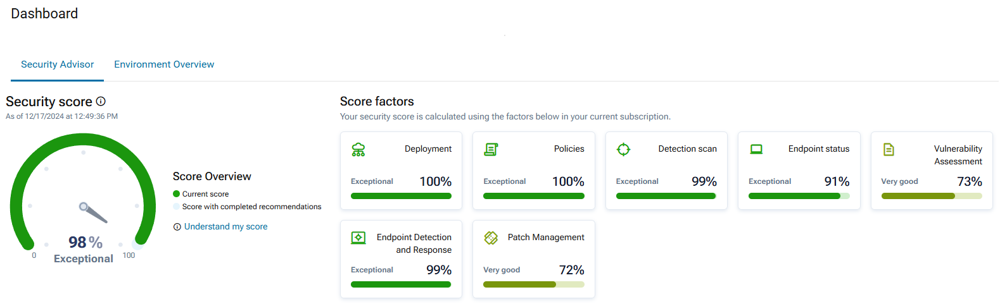 Dashboard
Security Advisor
Environment Overview
Security score
As of 12/17/2024 at 12:49:36 PM
98 %
Exceptional
0
100
Score Overview
Current score
Score with completed recommendations
Understand my score
Score factors
Your security score is calculated using the factors below in your current subscription.
Deployment
Exceptional
100%
Policies
Exceptional
100%
Detection scan
Exceptional
99%
Endpoint status
Exceptional
91%
Vulnerability
Assessment
Very good
73%
Endpoint Detection
and Response
Exceptional
99%
Patch Management
Very good
72%